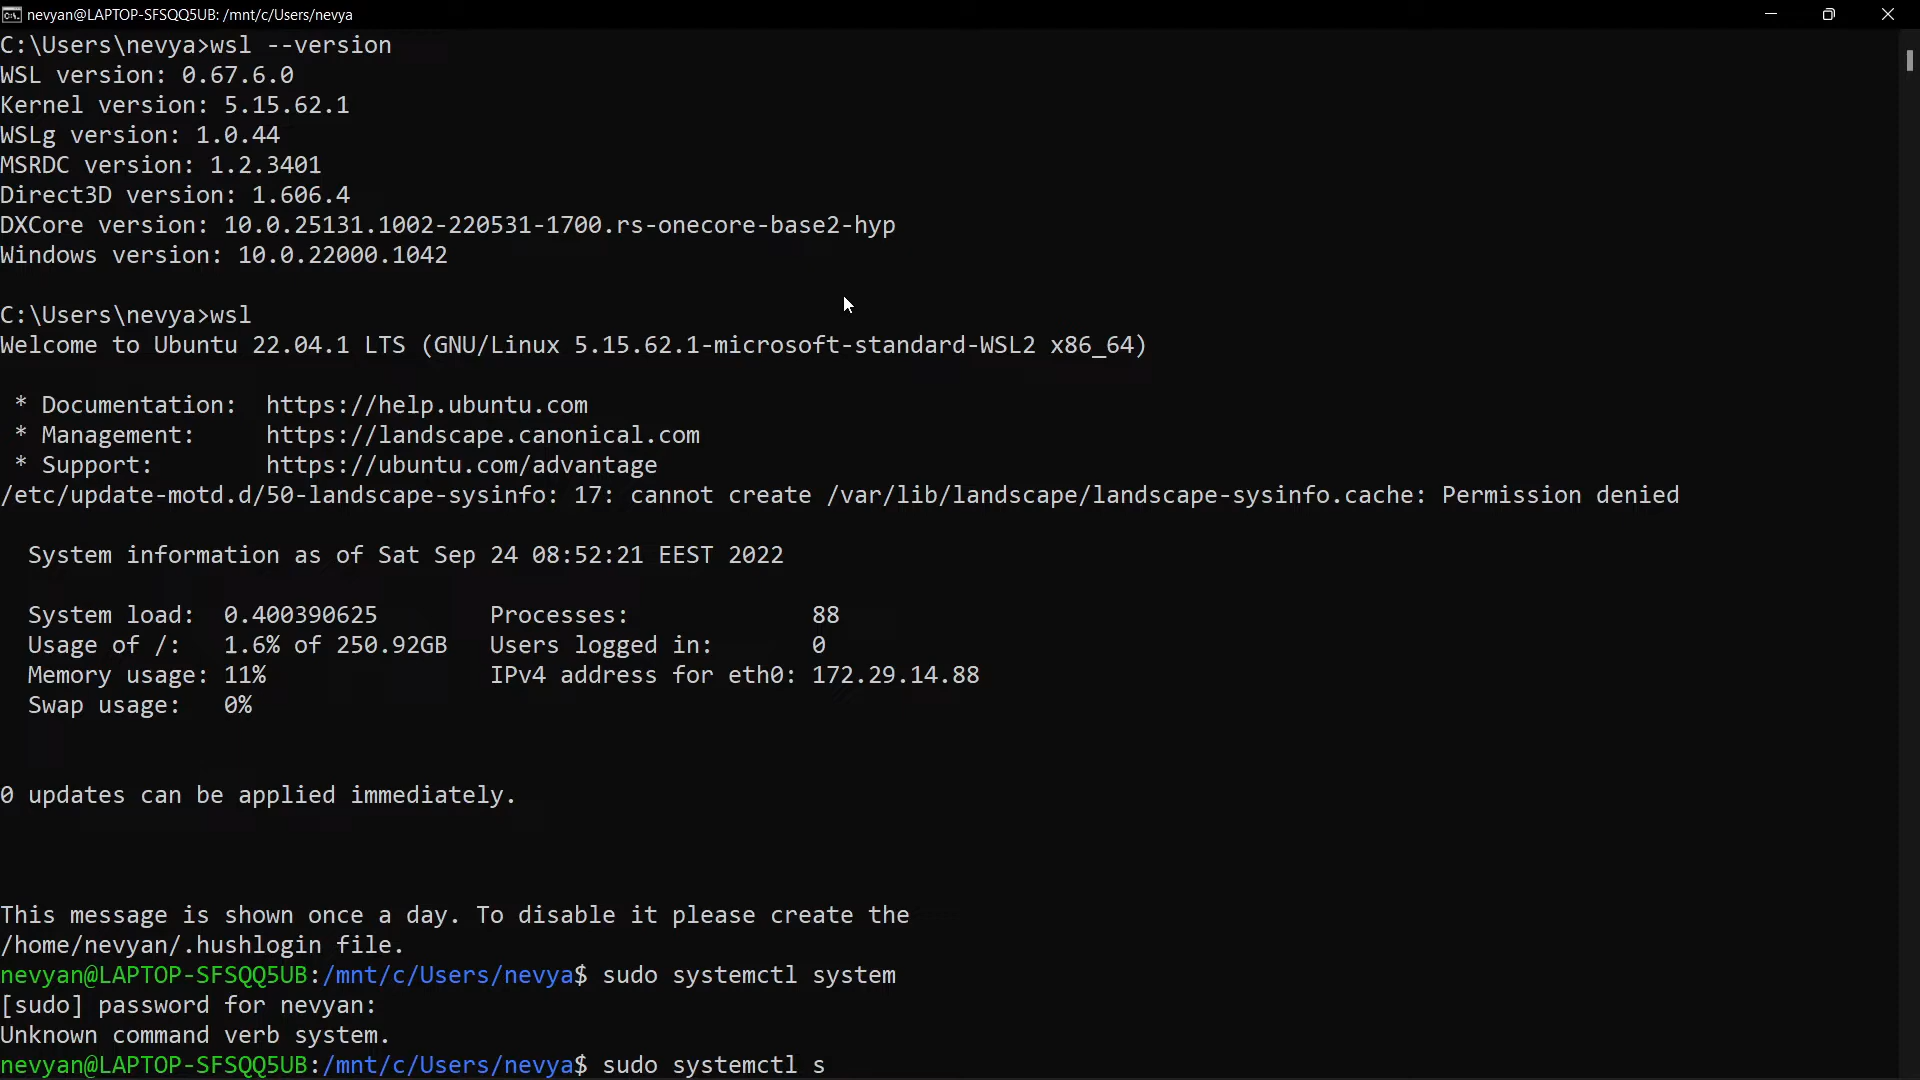 nevyan@LAPTOP-SFSQQ5UB: /mnt/c/Users/nevya
C:\Users\nevya>wsl --version
WSL version: 0.67.6.0
Kernel version: 5.15.62.1
WSLg version: 1.0.44
MSRDC version: 1.2.3401
Direct3D version: 1.606.4
DXCore version: 10.0.25131.1002-220531-1700.rs-onecore-base2-hyp
Windows version: 10.0.22000.1042
C:\Users\nevya>wsl
Welcome to Ubuntu 22.04.1 LTS (GNU/Linux 5.15.62.1-microsoft-standard-WSL2 x86_64)
* Documentation:  https://help.ubuntu.com
* Management:     https://landscape.canonical.com
* Support:        https://ubuntu.com/advantage
/etc/update-motd.d/50-landscape-sysinfo: 17: cannot create /var/lib/landscape/landscape-sysinfo.cache: Permission denied
System information as of Sat Sep 24 08:52:21 EEST 2022
System load:  0.400390625        Processes:             88
Usage of /:   1.6% of 250.92GB   Users logged in:       0
Memory usage: 11%                IPv4 address for eth0: 172.29.14.88
Swap usage:   0%
0 updates can be applied immediately.
This message is shown once a day. To disable it please create the
/home/nevyan/.hushlogin file.
nevyan@LAPTOP-SFSQQ5UB:/mnt/c/Users/nevya$ sudo systemctl system
[sudo] password for nevyan:
Unknown command verb system.
nevyan@LAPTOP-SFSQQ5UB:/mnt/c/Users/nevya$ sudo systemctl s